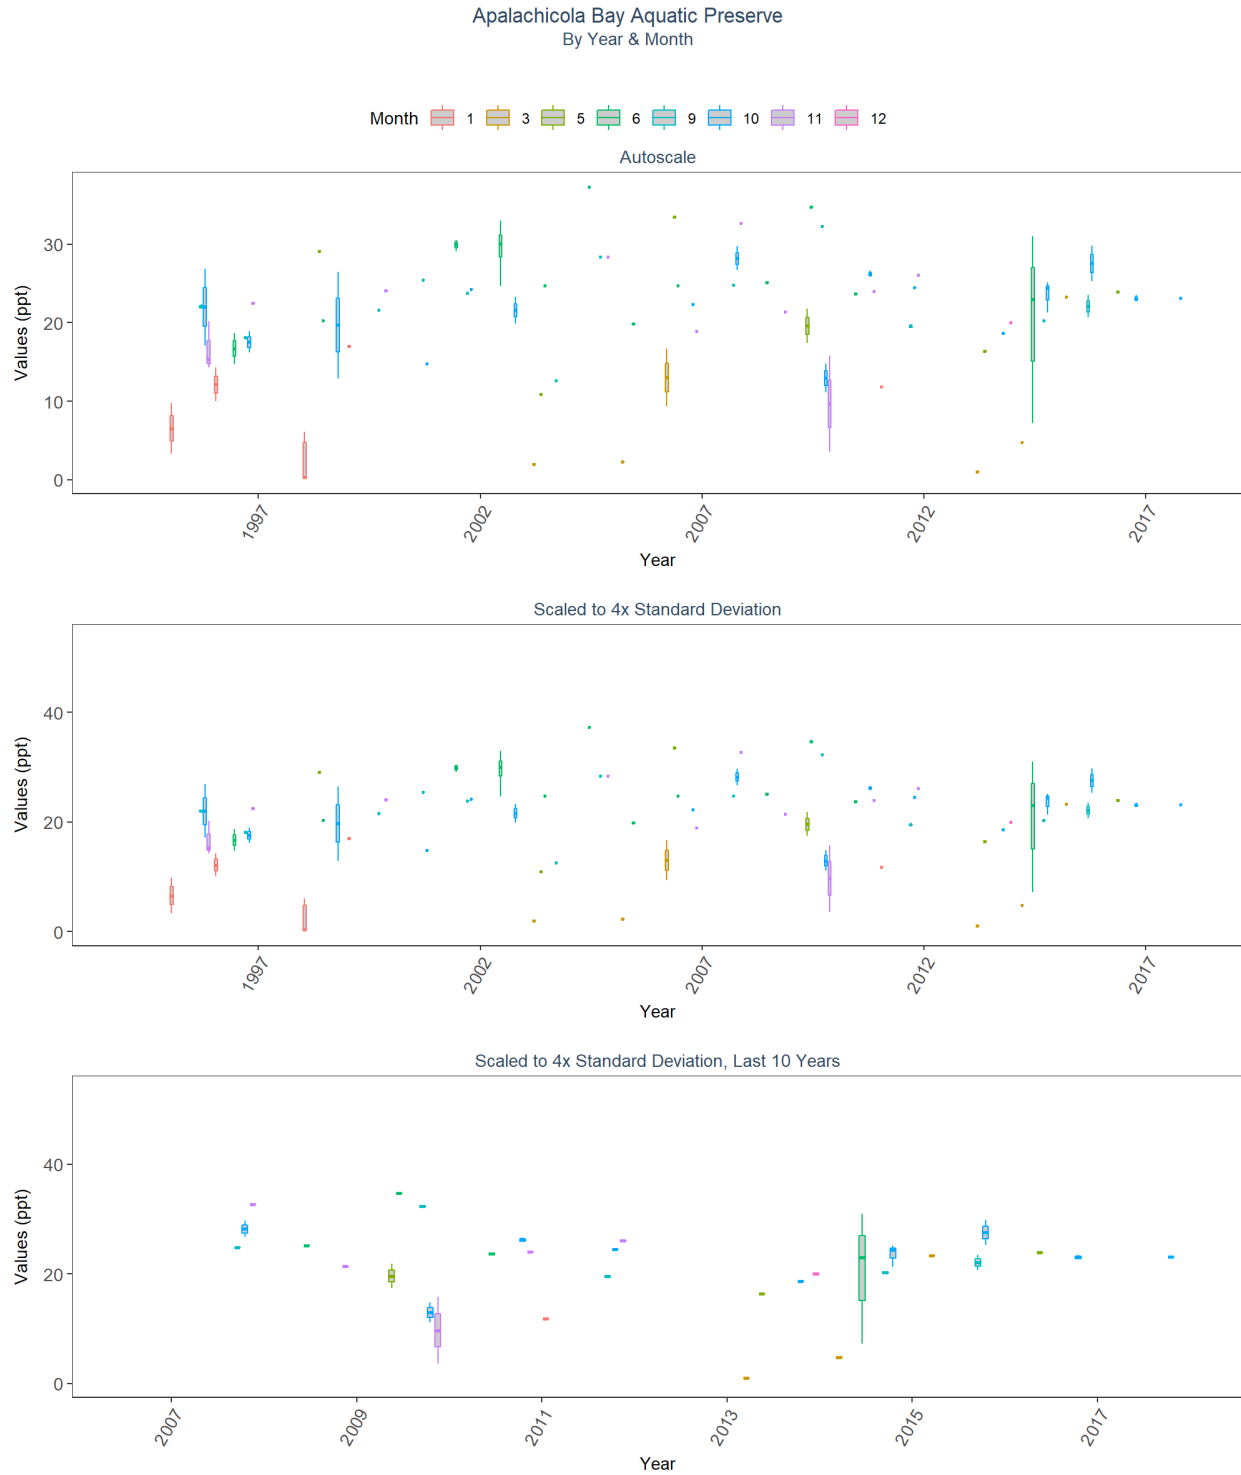 Apalachicola Bay Aquatic Preserve
By Year & Month
Month 1 3 5 6 9 10 11 12
Autoscale
Values (ppt)
30
20
10
0
1997 2002 2007 2012 2017
Year
Scaled to 4x Standard Deviation
Values (ppt)
40
20
0
1997 2002 2007 2012 2017
Year
Scaled to 4x Standard Deviation, Last 10 Years
Values (ppt)
40
20
0
2007 2009 2011 2013 2015 2017
Year